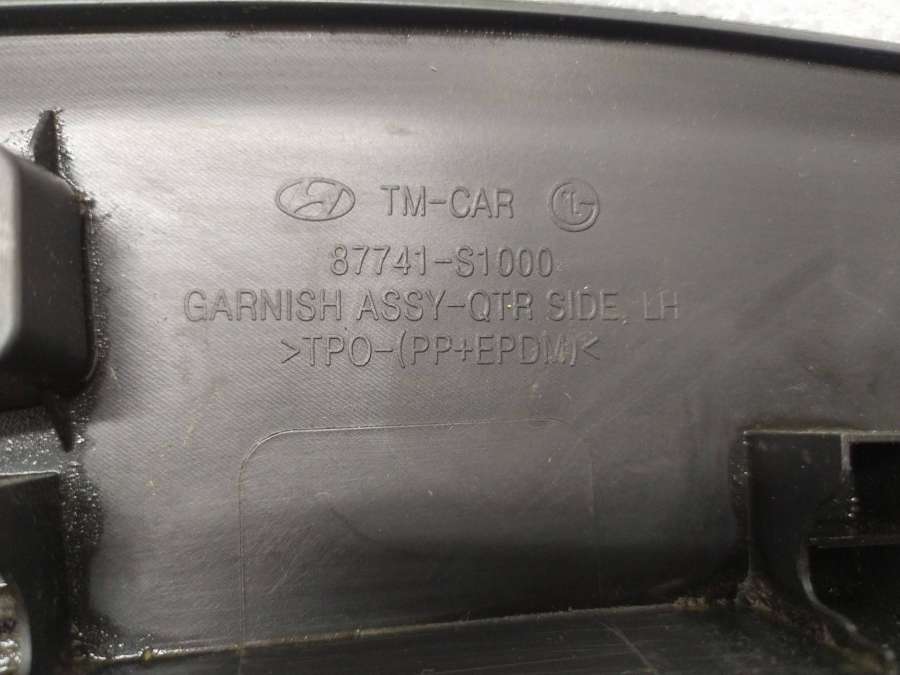 TM-CAR
87741-S1000
GARNISH ASSY-QTR SIDE, LH
>TPO-(PP+EPDM)<